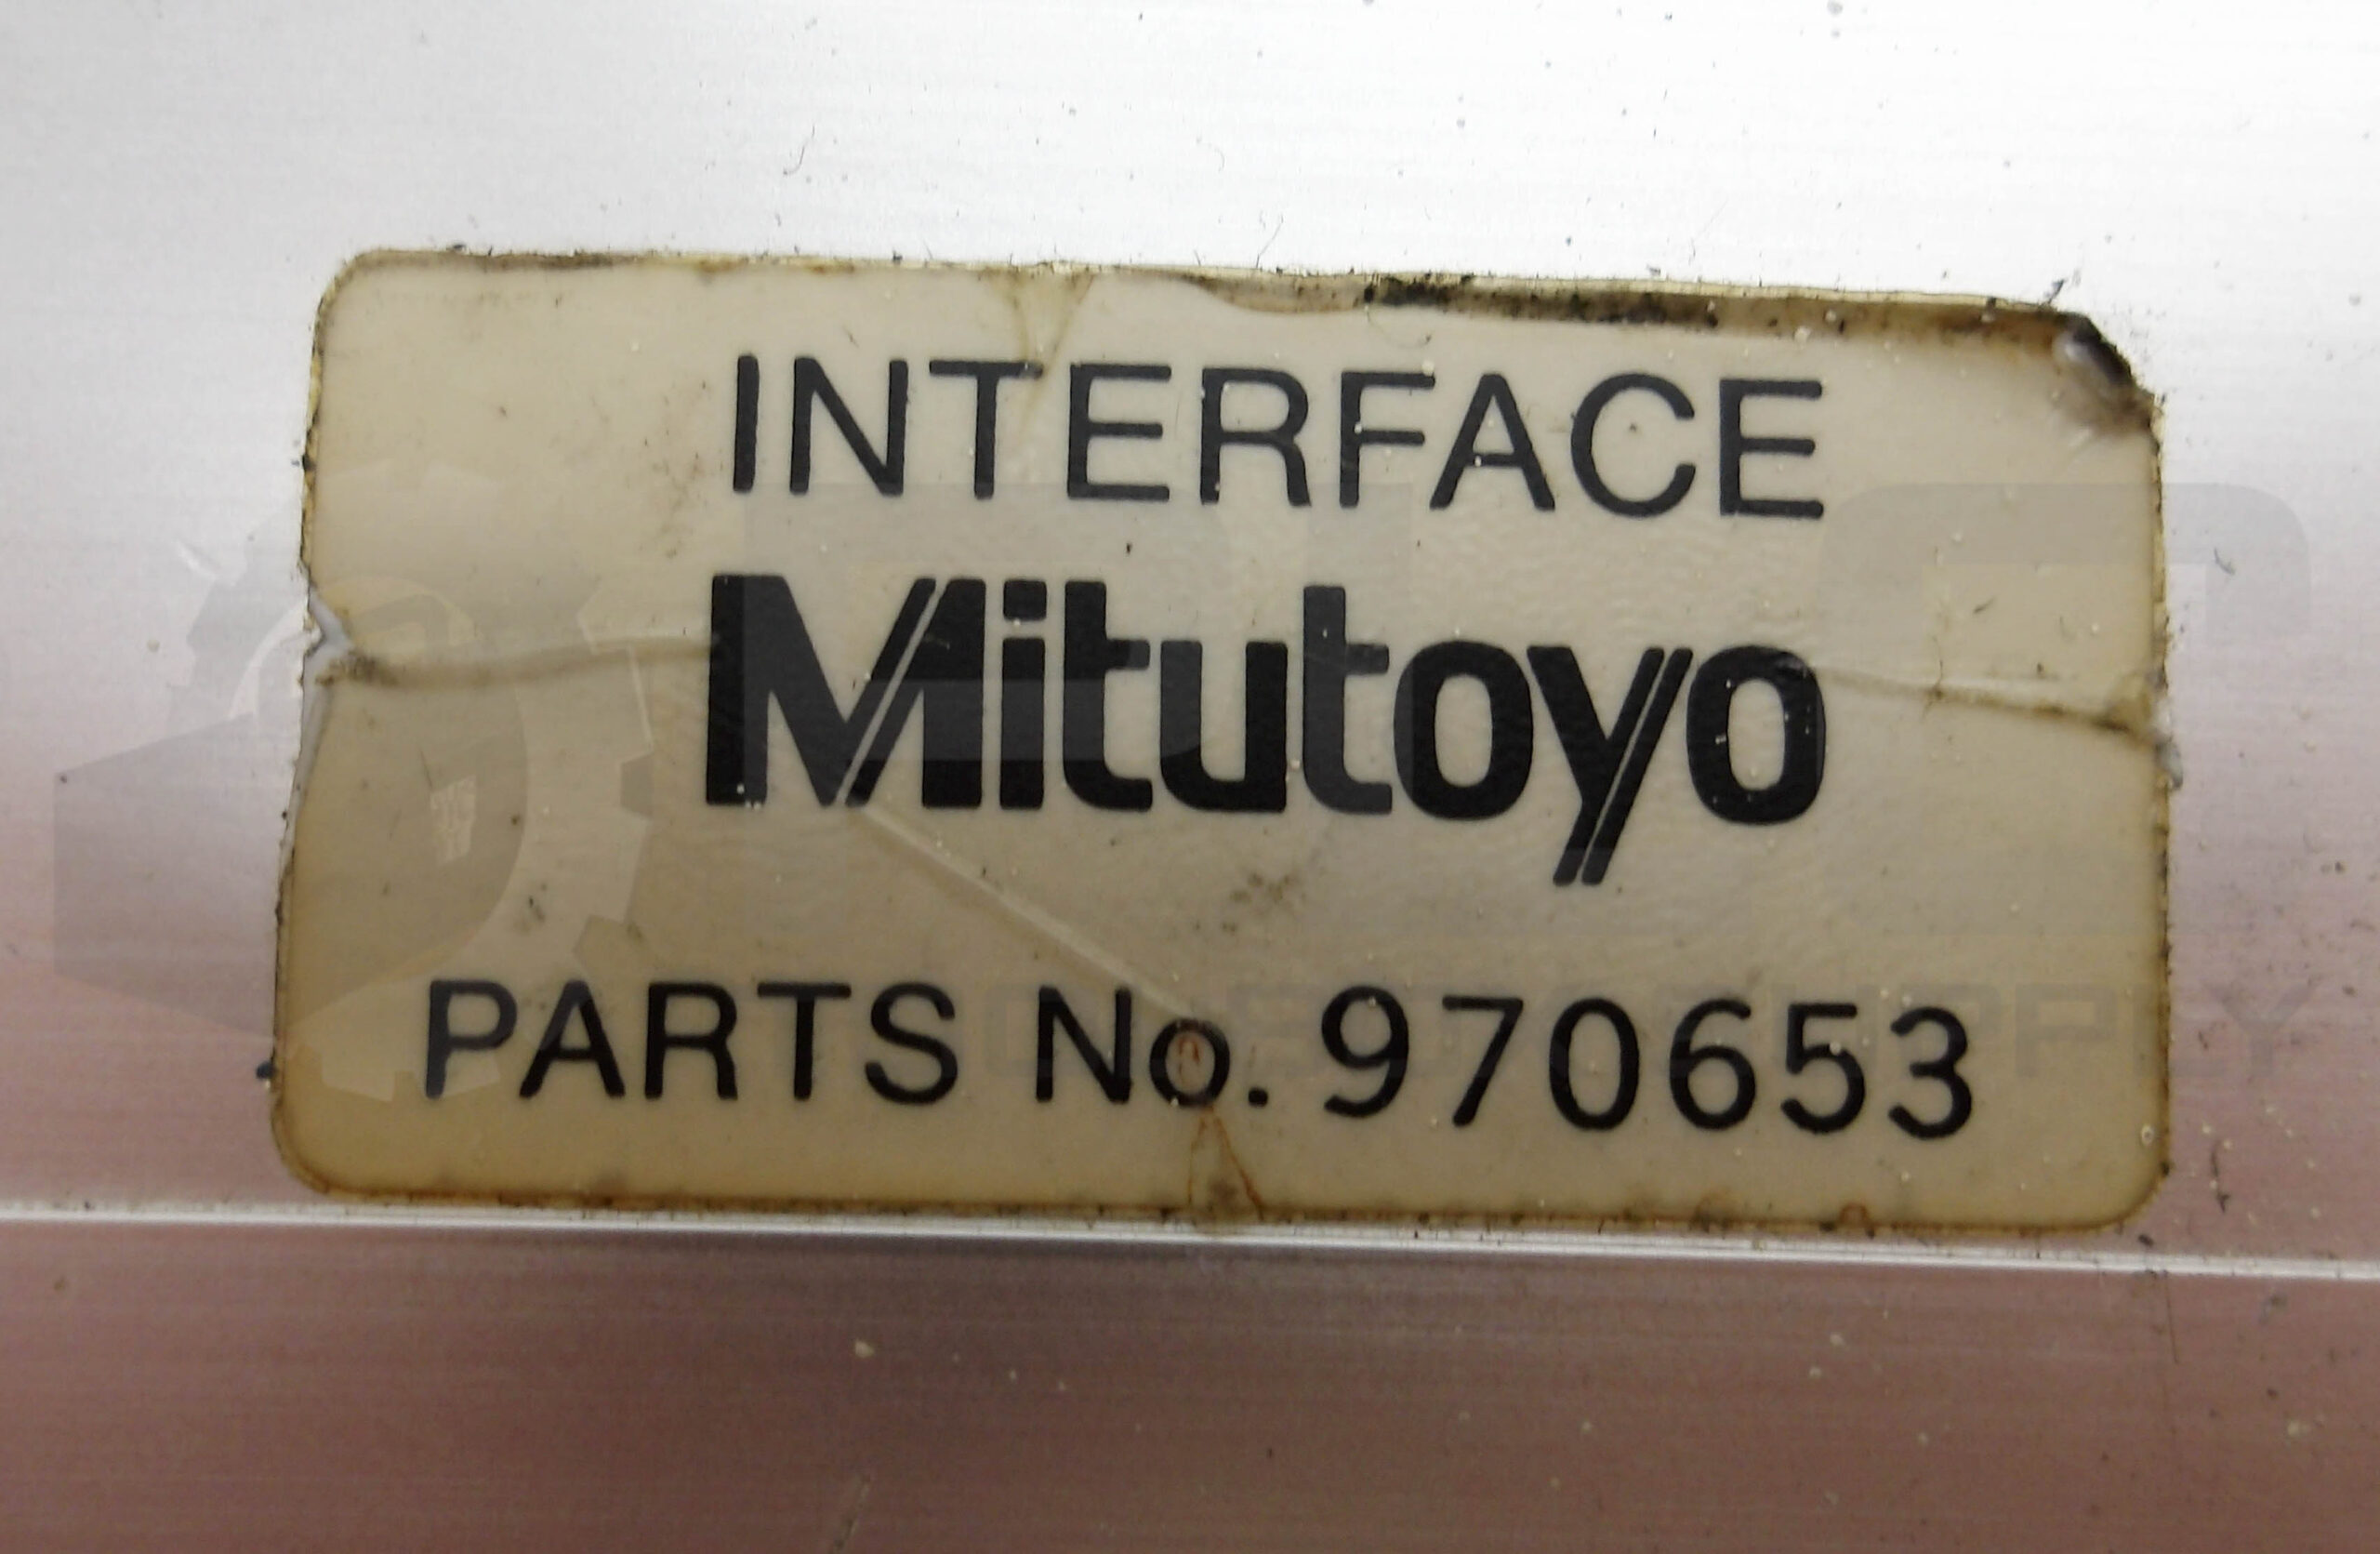 INTERFACE
Mitutoyo
PARTS No. 970653